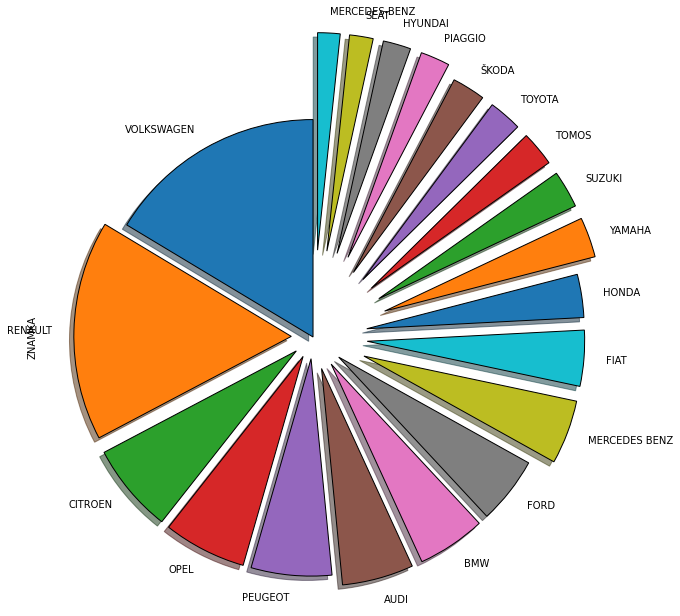 MERCEDES-BENZ
SEAT
HYUNDAI
PIAGGIO
ŠKODA
TOYOTA
TOMOS
SUZUKI
YAMAHA
HONDA
FIAT
MERCEDES BENZ
FORD
BMW
AUDI
PEUGEOT
OPEL
CITROEN
RENAULT
ZNAMKA
VOLKSWAGEN